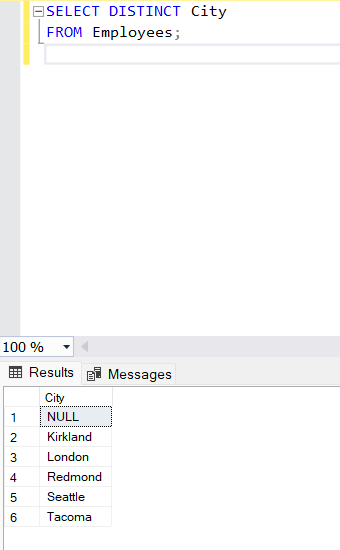 SELECT DISTINCT City
FROM Employees;
100 %
Results Messages
City
1 NULL
2 Kirkland
3 London
4 Redmond
5 Seattle
6 Tacoma